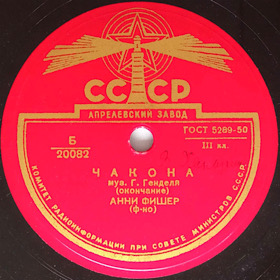 СССР
АПРЕЛЕВСКИЙ ЗАВОД
ГОСТ 5289-50
Б
20082
III кл.
ЧАКОНА
муз. Г. Генделя
(окончание)
АННИ ФИШЕР
(ф-но)
КОМИТЕТ РАДИОИНФОРМАЦИИ ПРИ СОВЕТЕ МИНИСТРОВ СССР